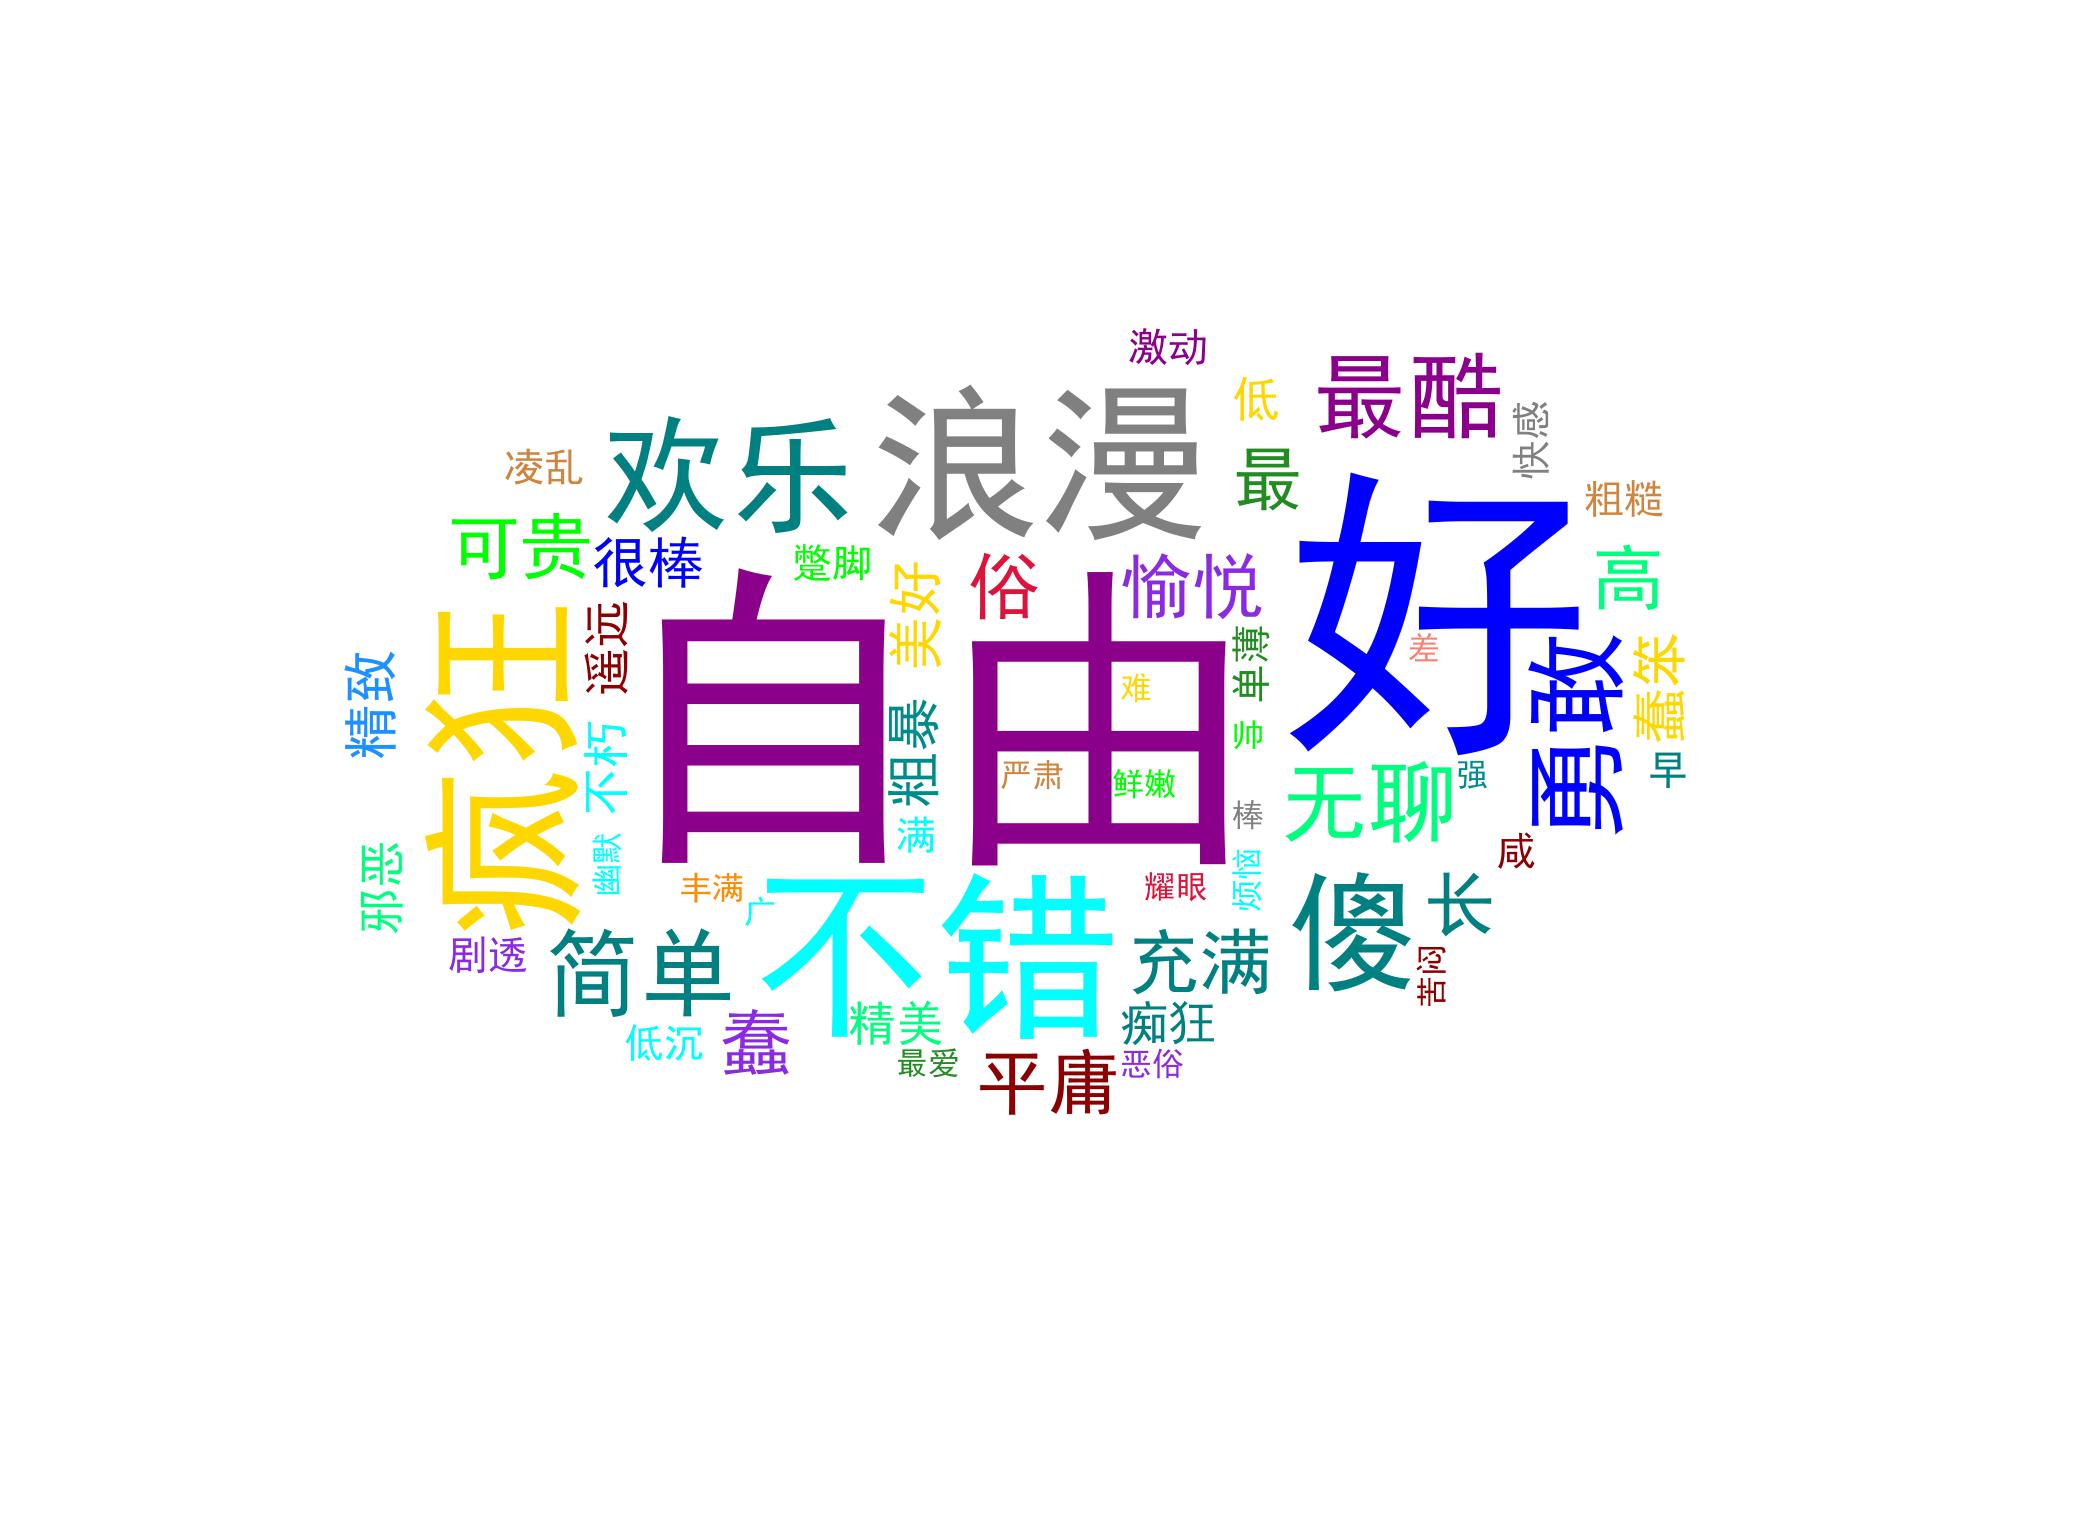 激动
浪漫
低
最酷
欢乐
快感
凌乱
最
粗糙
可贵
很棒
蹩脚
美好
俗
愉悦
好
高
疯狂
遥远
自由
单薄
差
勇敢
蠢笨
精致
难
不朽
粗暴
帅
严肃
鲜嫩
无聊
强
早
棒
满
幽默
咸
邪恶
丰满
广
不错
耀眼
烦恼
傻
长
剧透
简单
充满
苦闷
低沉
蠢
精美
痴狂
最爱
平庸
恶俗